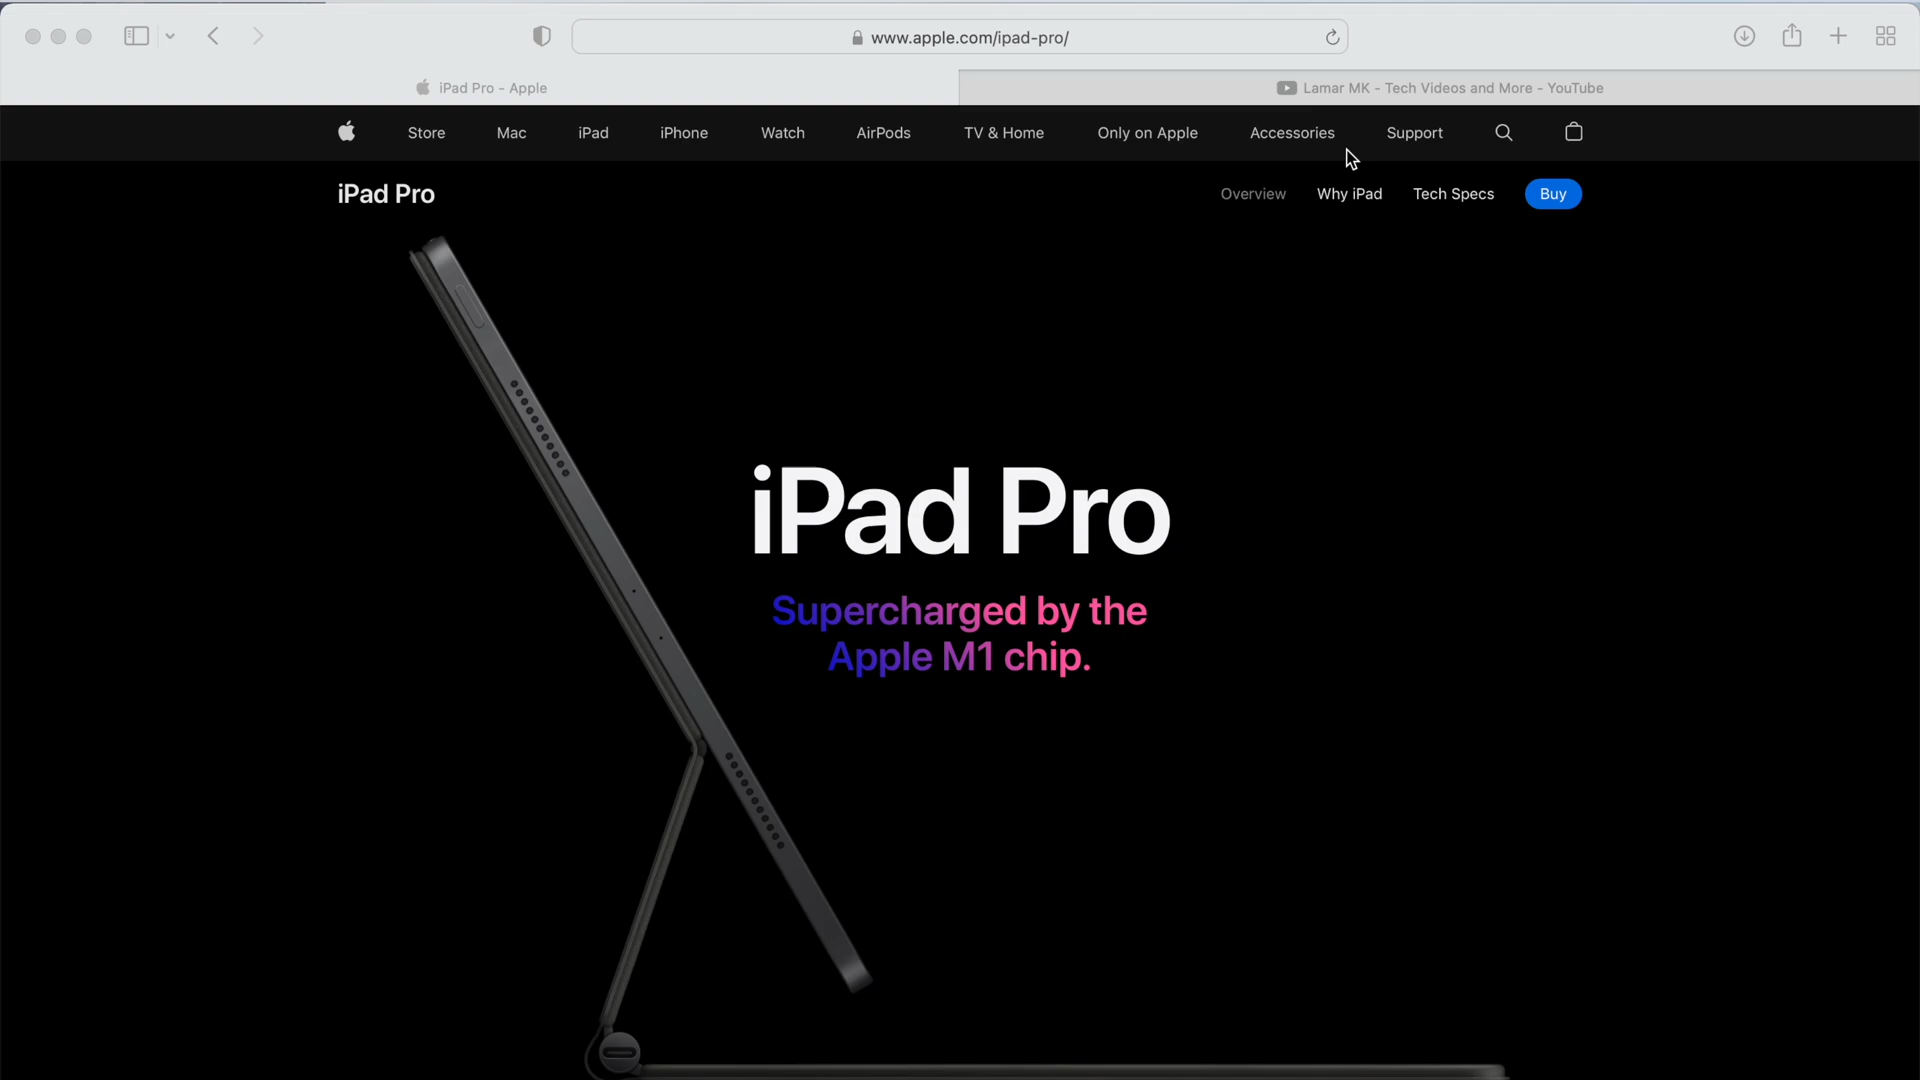 www.apple.com/ipad-pro/
iPad Pro - Apple
Lamar MK - Tech Videos and More - YouTube
Store Mac iPad iPhone Watch AirPods TV & Home Only on Apple Accessories Support
iPad Pro
Overview Why iPad Tech Specs Buy
iPad Pro
Supercharged by the
Apple M1 chip.